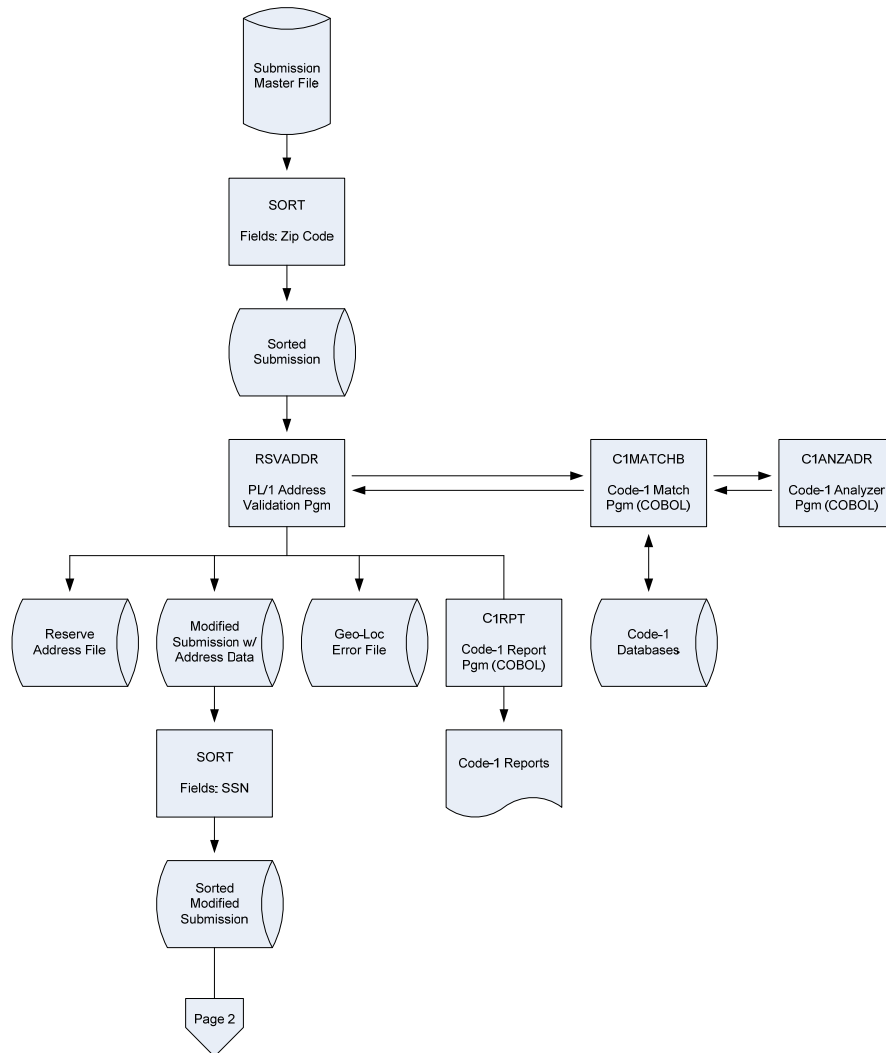 Submission
Master File
SORT
Fields: Zip Code
Sorted
Submission
RSVADDR
PL/1 Address
Validation Pgm
C1MATCHB
Code-1 Match
Pgm (COBOL)
C1ANZADR
Code-1 Analyzer
Pgm (COBOL)
Reserve
Address File
Modified
Submission w/
Address Data
Geo-Loc
Error File
C1RPT
Code-1 Report
Pgm (COBOL)
Code-1
Databases
SORT
Fields: SSN
Code-1 Reports
Sorted
Modified
Submission
Page 2